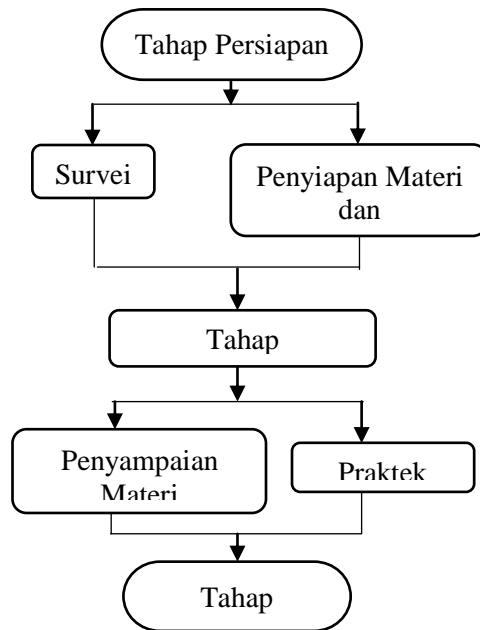 Tahap Persiapan
Survei
Penyiapan Materi
dan
Tahap
Penyampaian
Materi
Praktek
Tahap